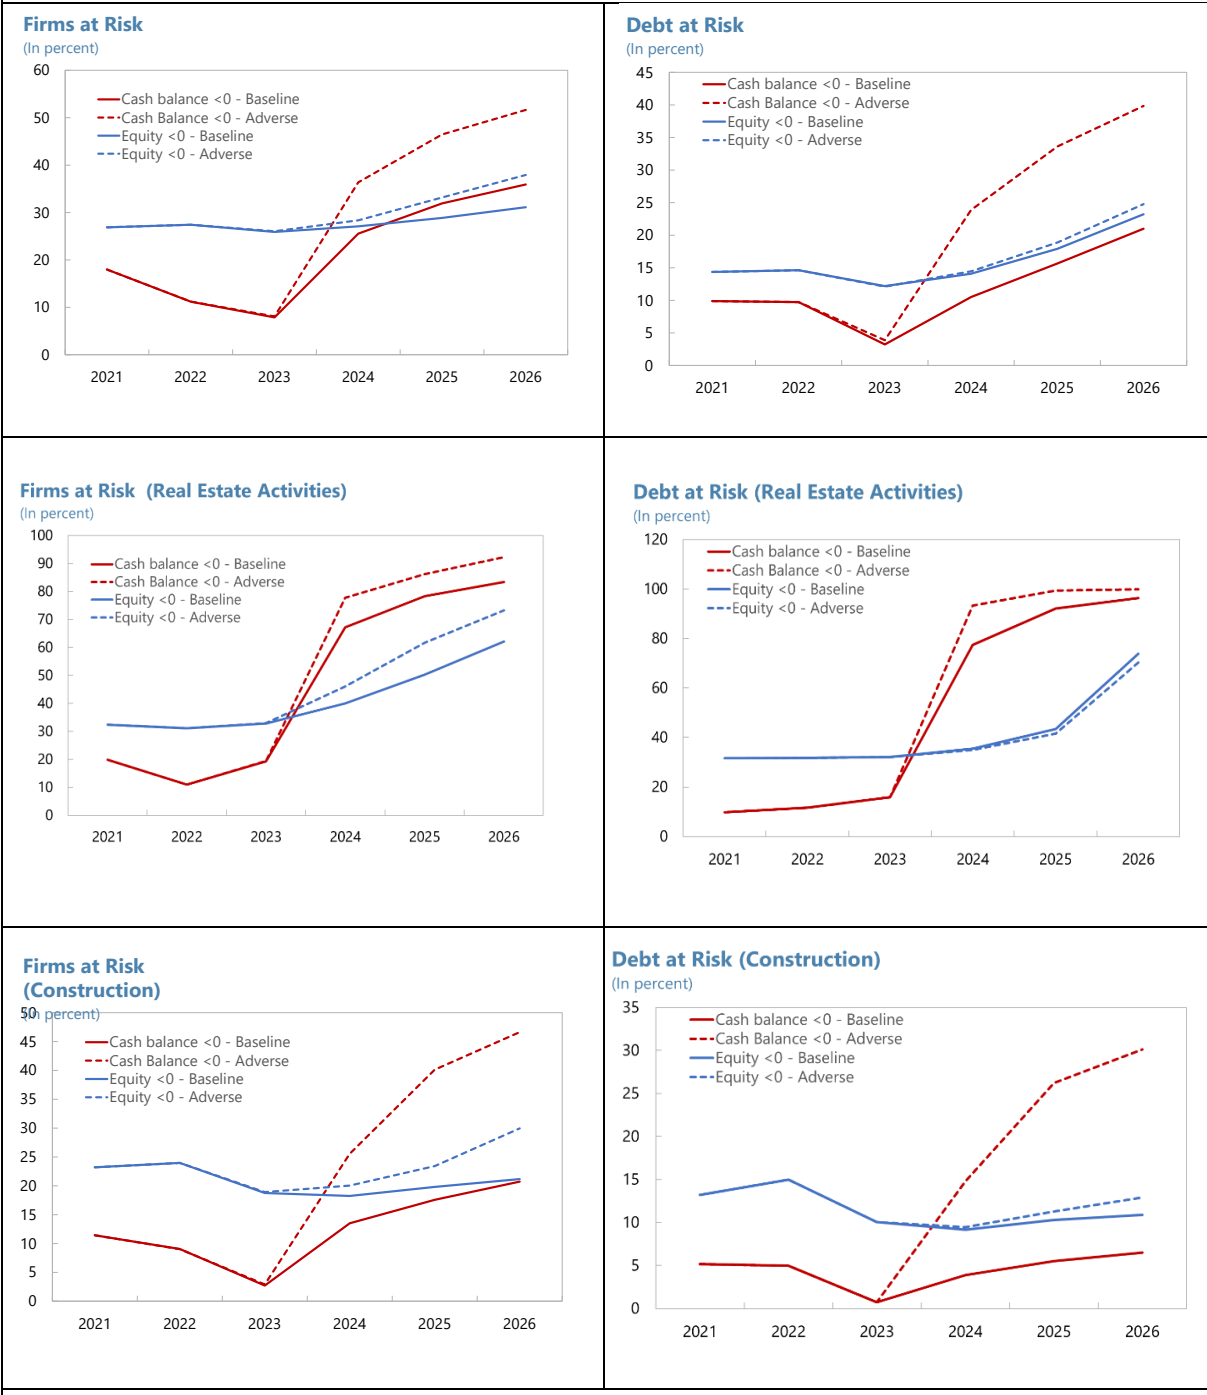 Firms at Risk
(In percent)
60
50
40
30
20
10
0
Cash balance <0 - Baseline
Cash Balance <0 - Adverse
Equity <0 - Baseline
Equity <0 - Adverse
2021 2022 2023 2024 2025 2026
Debt at Risk
(In percent)
45
40
35
30
25
20
15
10
5
0
Cash balance <0 - Baseline
Cash Balance <0 - Adverse
Equity <0 - Baseline
Equity <0 - Adverse
2021 2022 2023 2024 2025 2026
Firms at Risk (Real Estate Activities)
(In percent)
100
90
80
70
60
50
40
30
20
10
0
Cash balance <0 - Baseline
Cash Balance <0 - Adverse
Equity <0 - Baseline
Equity <0 - Adverse
2021 2022 2023 2024 2025 2026
Debt at Risk (Real Estate Activities)
(In percent)
120
100
80
60
40
20
0
Cash balance <0 - Baseline
Cash Balance <0 - Adverse
Equity <0 - Baseline
Equity <0 - Adverse
2021 2022 2023 2024 2025 2026
Firms at Risk
(Construction)
(In percent)
50
45
40
35
30
25
20
15
10
5
0
Cash balance <0 - Baseline
Cash Balance <0 - Adverse
Equity <0 - Baseline
Equity <0 - Adverse
2021 2022 2023 2024 2025 2026
Debt at Risk (Construction)
(In percent)
35
30
25
20
15
10
5
0
Cash balance <0 - Baseline
Cash Balance <0 - Adverse
Equity <0 - Baseline
Equity <0 - Adverse
2021 2022 2023 2024 2025 2026